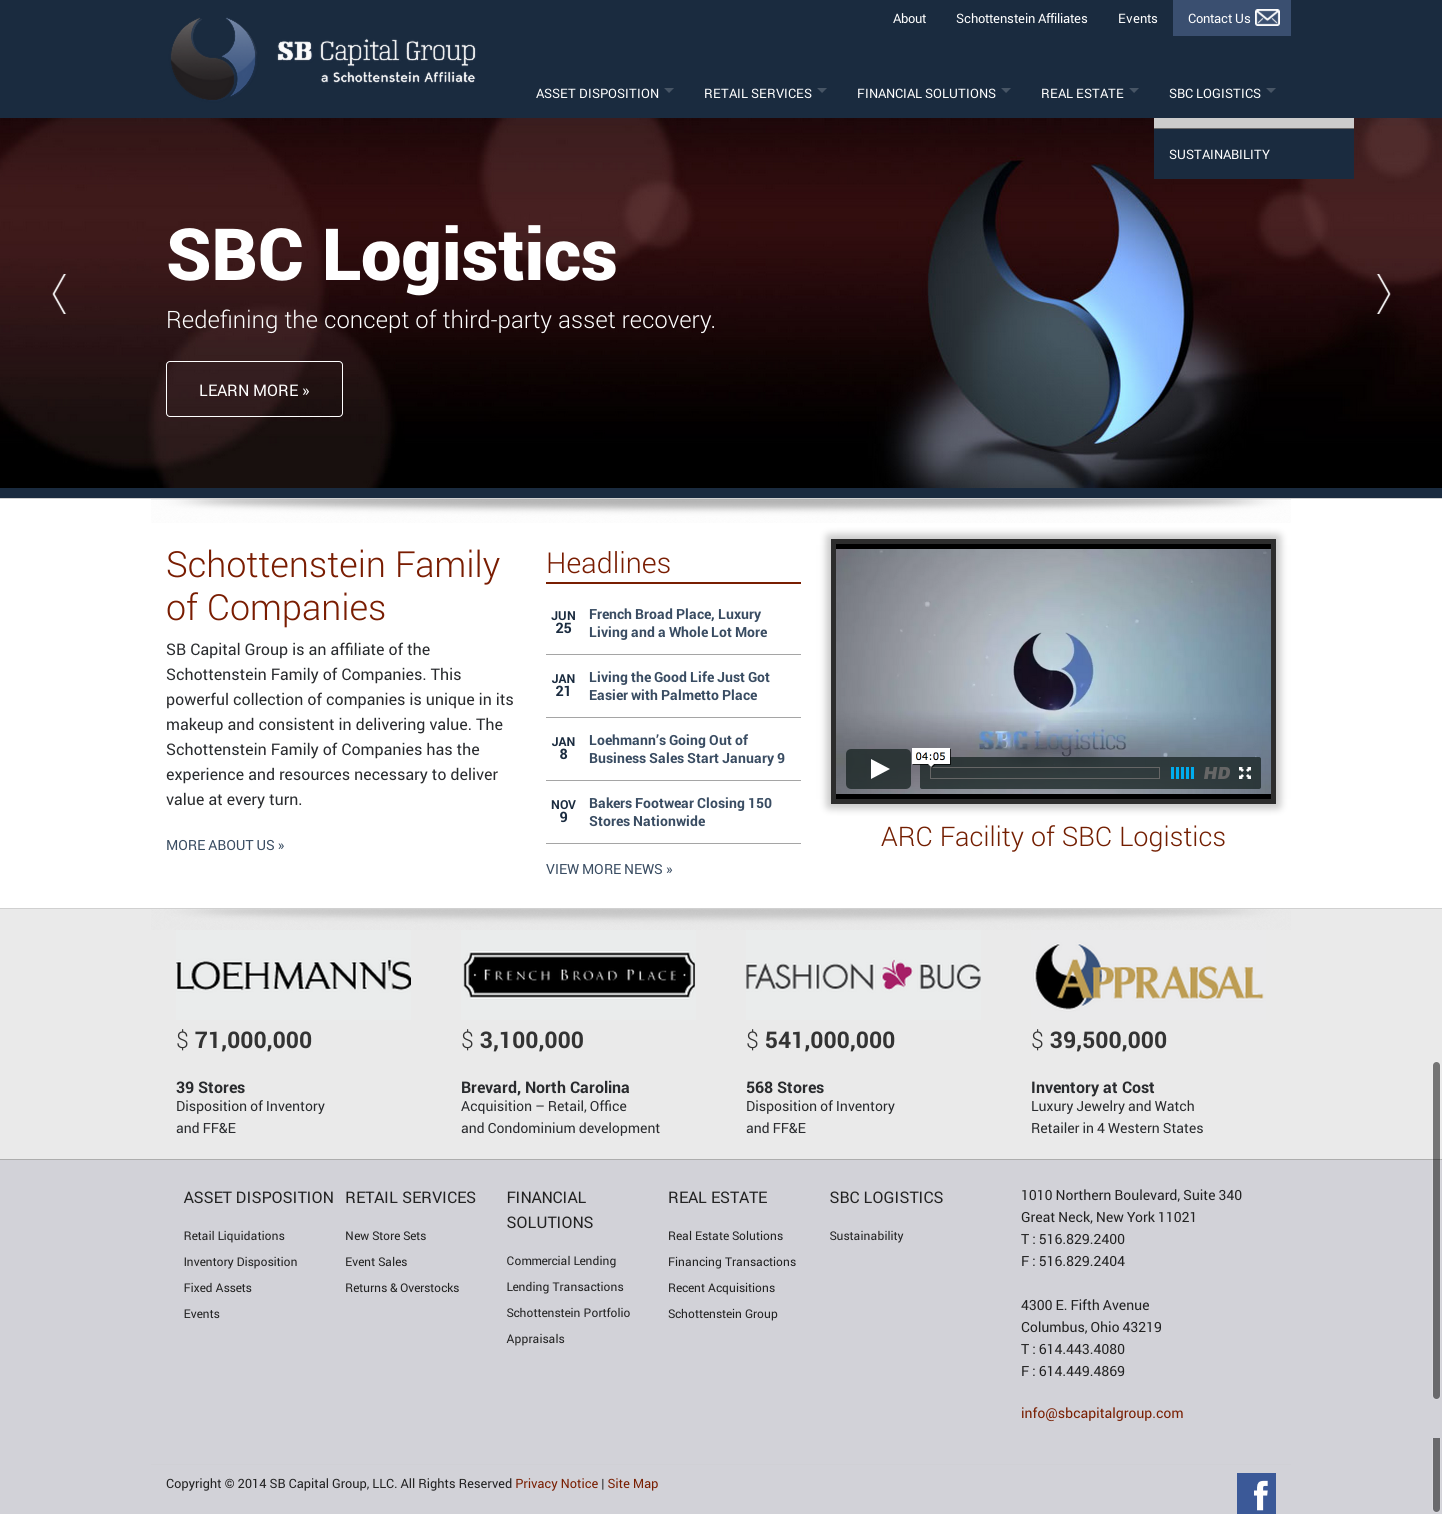 About
Schottenstein Affiliates
Events
Contact Us
SB Capital Group
a Schottenstein Affiliate
ASSET DISPOSITION
RETAIL SERVICES
FINANCIAL SOLUTIONS
REAL ESTATE
SBC LOGISTICS
SUSTAINABILITY
SBC Logistics
Redefining the concept of third-party asset recovery.
LEARN MORE »
Schottenstein Family
of Companies
SB Capital Group is an affiliate of the
Schottenstein Family of Companies. This
powerful collection of companies is unique in its
makeup and consistent in delivering value. The
Schottenstein Family of Companies has the
experience and resources necessary to deliver
value at every turn.
MORE ABOUT US »
Headlines
JUN
25
French Broad Place, Luxury
Living and a Whole Lot More
JAN
21
Living the Good Life Just Got
Easier with Palmetto Place
JAN
8
Loehmann’s Going Out of
Business Sales Start January 9
NOV
9
Bakers Footwear Closing 150
Stores Nationwide
VIEW MORE NEWS »
SBC Logistics
04:05
HD
ARC Facility of SBC Logistics
LOEHMANN'S
$ 71,000,000
39 Stores
Disposition of Inventory
and FF&E
· FRENCH BROAD PLACE ·
$ 3,100,000
Brevard, North Carolina
Acquisition – Retail, Office
and Condominium development
FASHION BUG
$ 541,000,000
568 Stores
Disposition of Inventory
and FF&E
APPRAISAL
$ 39,500,000
Inventory at Cost
Luxury Jewelry and Watch
Retailer in 4 Western States
ASSET DISPOSITION
Retail Liquidations
Inventory Disposition
Fixed Assets
Events
RETAIL SERVICES
New Store Sets
Event Sales
Returns & Overstocks
FINANCIAL
SOLUTIONS
Commercial Lending
Lending Transactions
Schottenstein Portfolio
Appraisals
REAL ESTATE
Real Estate Solutions
Financing Transactions
Recent Acquisitions
Schottenstein Group
SBC LOGISTICS
Sustainability
1010 Northern Boulevard, Suite 340
Great Neck, New York 11021
T : 516.829.2400
F : 516.829.2404
4300 E. Fifth Avenue
Columbus, Ohio 43219
T : 614.443.4080
F : 614.449.4869
info@sbcapitalgroup.com
Copyright © 2014 SB Capital Group, LLC. All Rights Reserved Privacy Notice | Site Map
f